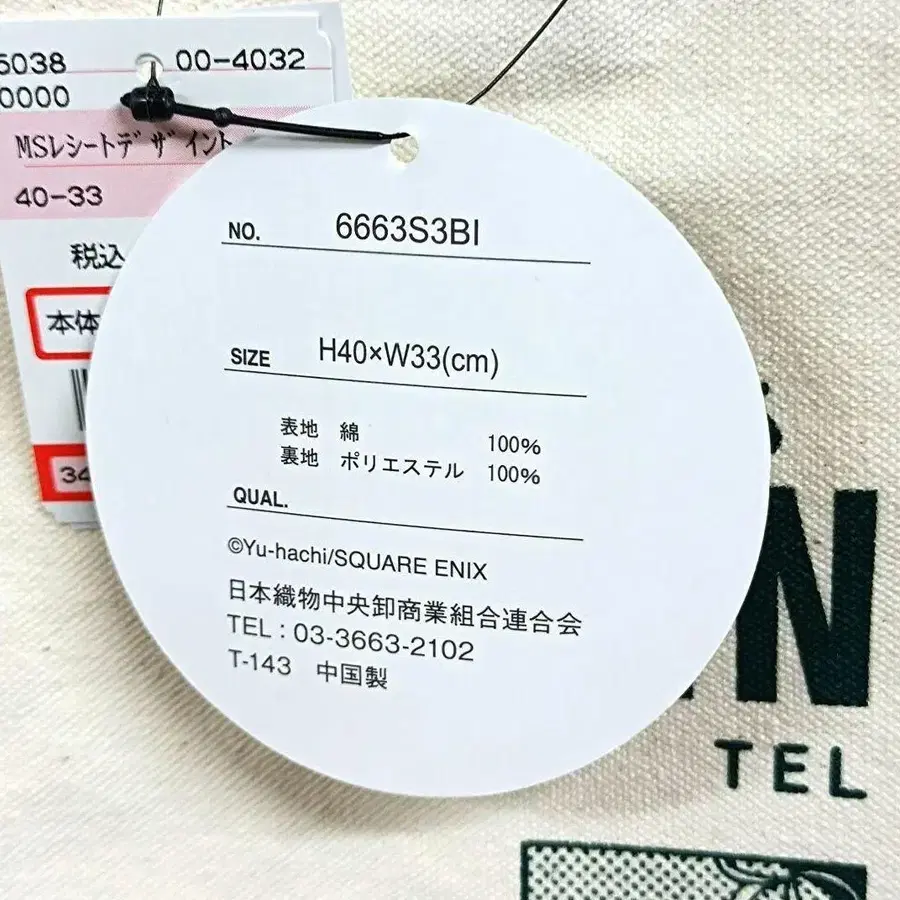 5038 00-4032
0000
MSレシートデザイント
40-33
税込
本体
34
NO. 6663S3BI
SIZE H40×W33(cm)
表地 綿 100%
裏地 ポリエステル 100%
QUAL.
©Yu-hachi/SQUARE ENIX
日本織物中央卸商業組合連合会
TEL : 03-3663-2102
T-143 中国製
N
TEL